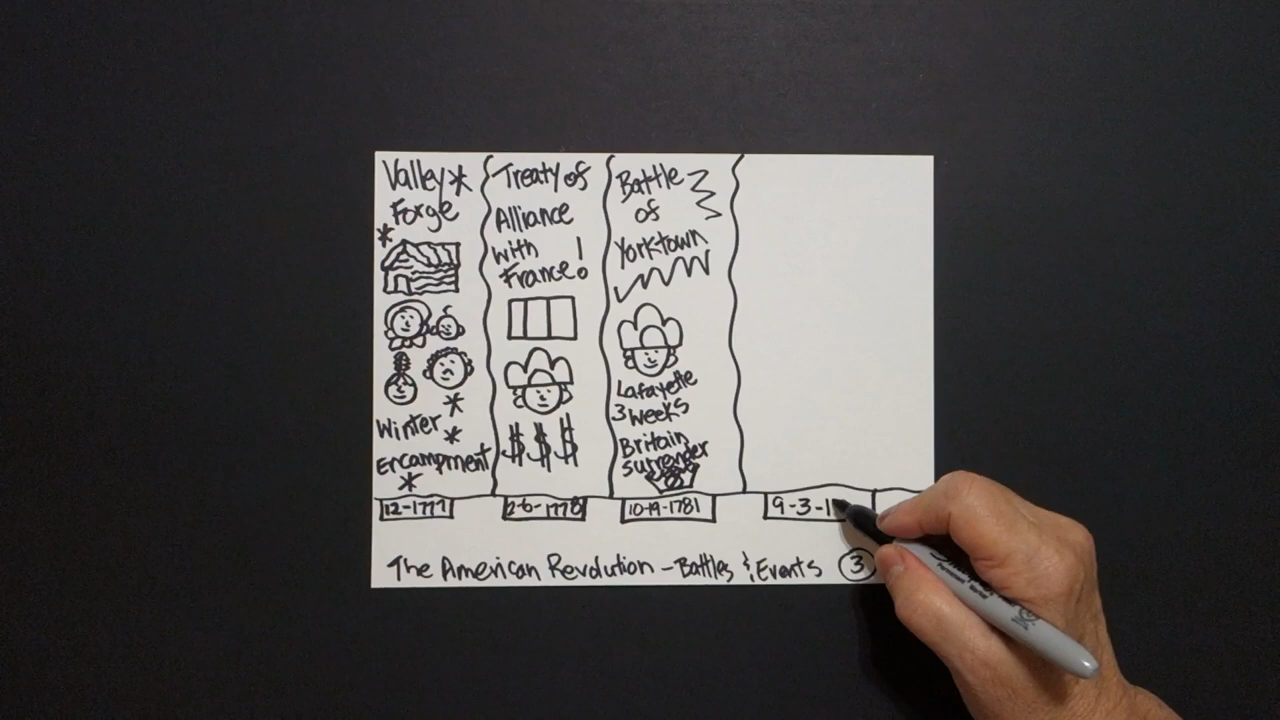 Valley
Forge
Winter
Encampment
12-1777
Treaty of
Alliance
with
France!
$$$
2-6-1778
Battle
of
Yorktown
Lafayette
3 weeks
Britain
surrender
10-19-1781
9-3-1
The American Revolution - Battles & Events 3